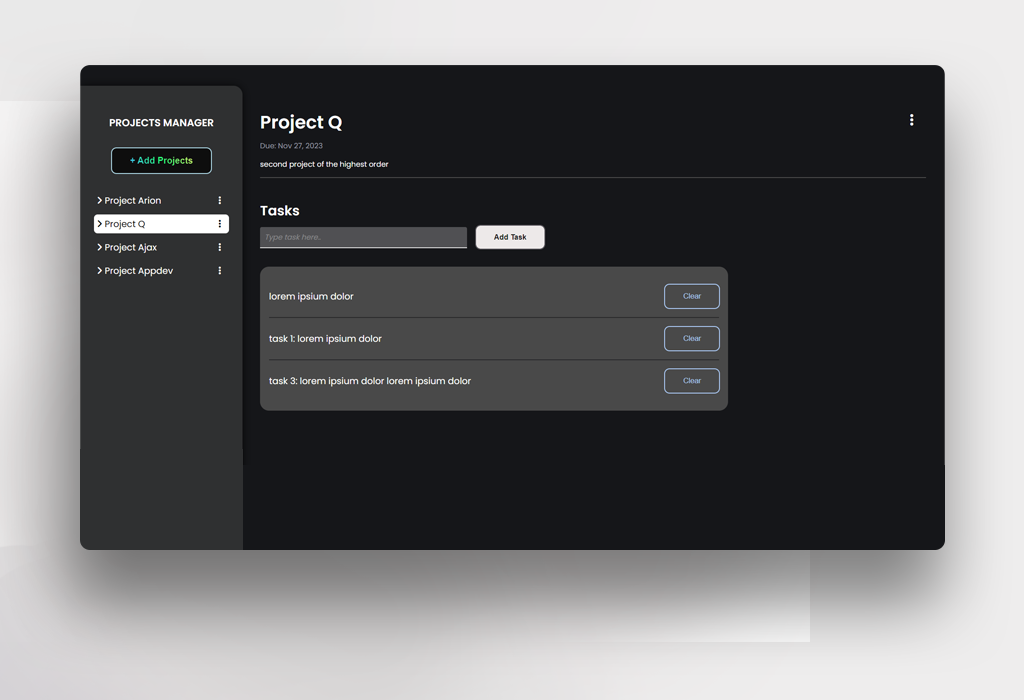 PROJECTS MANAGER
+ Add Projects
Project Arion
Project Q
Project Ajax
Project Appdev
Project Q
Due: Nov 27, 2023
second project of the highest order
Tasks
Type task here..
Add Task
lorem ipsium dolor
Clear
task 1: lorem ipsium dolor
Clear
task 3: lorem ipsium dolor lorem ipsium dolor
Clear